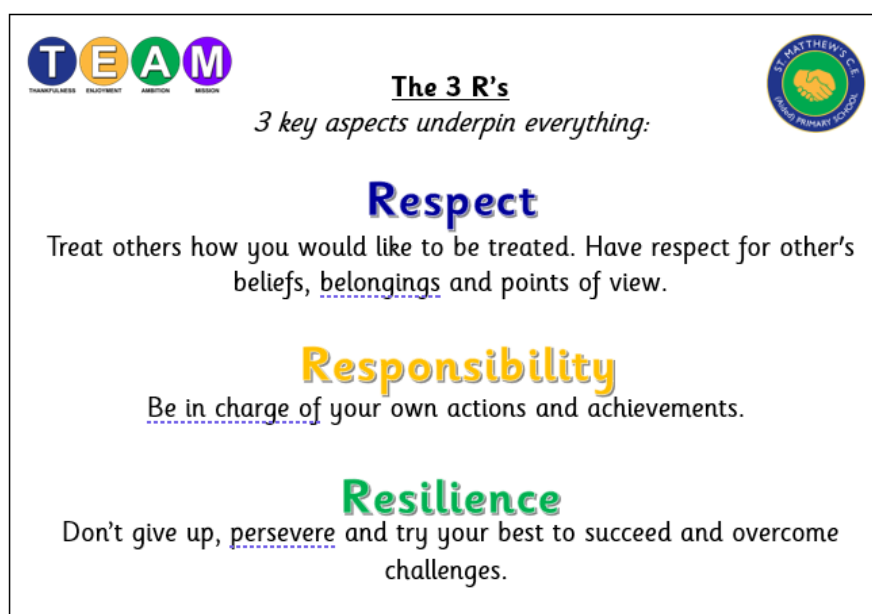 TEAM
THANKFULNESS ENJOYMENT AMBITION MISSION
ST. MATTHEW'S C.E.
(Aided) PRIMARY SCHOOL
The 3 R's
3 key aspects underpin everything:
Respect
Treat others how you would like to be treated. Have respect for other's
beliefs, belongings and points of view.
Responsibility
Be in charge of your own actions and achievements.
Resilience
Don't give up, persevere and try your best to succeed and overcome
challenges.